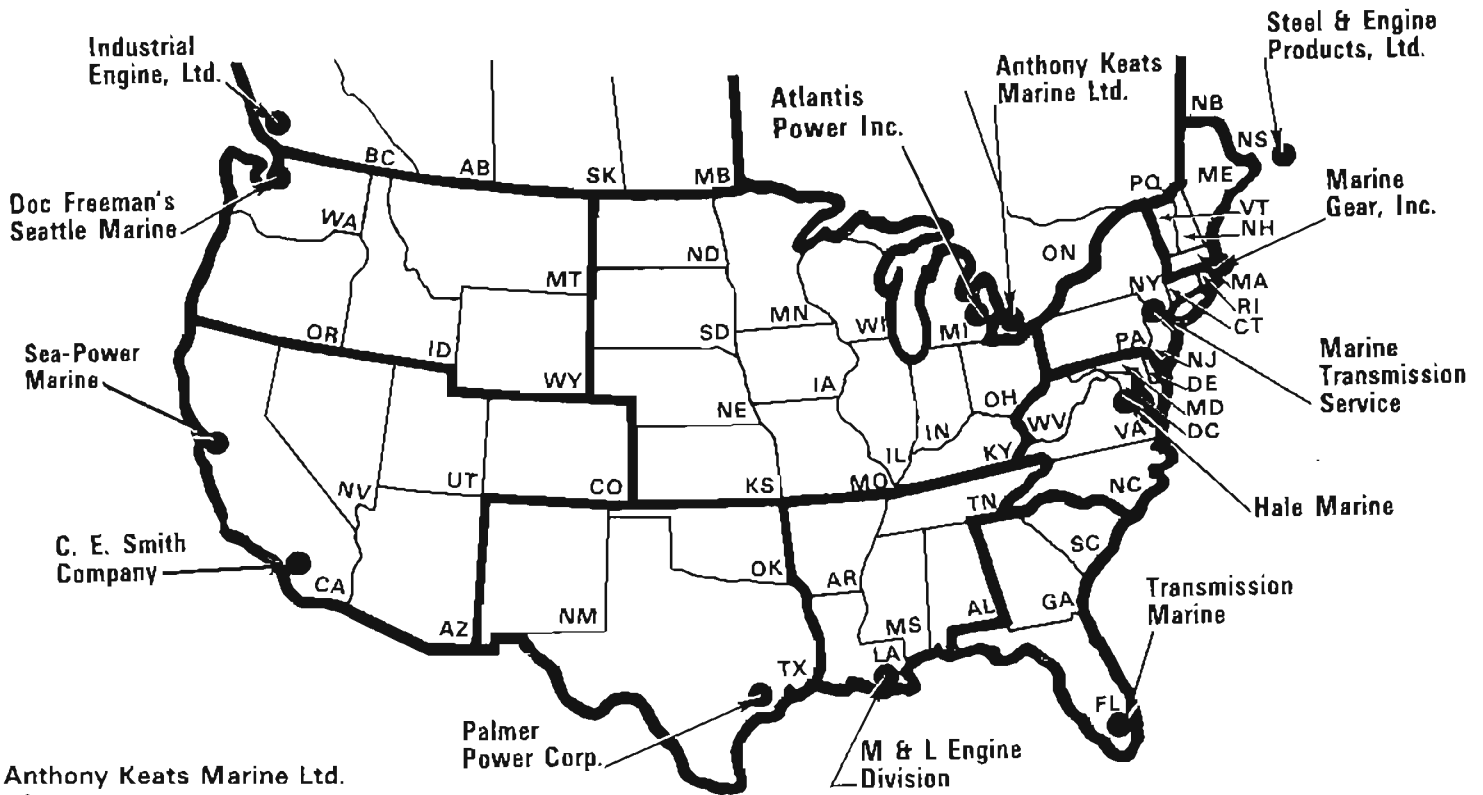 Industrial
Engine, Ltd.
Steel & Engine
Products, Ltd.
Anthony Keats
Marine Ltd.
Atlantis
Power Inc.
Doc Freeman's
Seattle Marine
Marine
Gear, Inc.
Sea-Power
Marine
Marine
Transmission
Service
C. E. Smith
Company
Hale Marine
Transmission
Marine
Palmer
Power Corp.
M & L Engine
Division
BC
AB
SK
MB
ON
PQ
NB
NS
ME
VT
NH
MA
RI
CT
NY
PA
NJ
DE
MD
DC
WA
OR
ID
MT
WY
ND
SD
NE
KS
MN
IA
MO
WI
IL
MI
IN
OH
KY
WV
VA
NC
TN
SC
GA
AL
MS
AR
LA
FL
OK
TX
NM
CO
UT
NV
CA
AZ
Anthony Keats Marine Ltd.